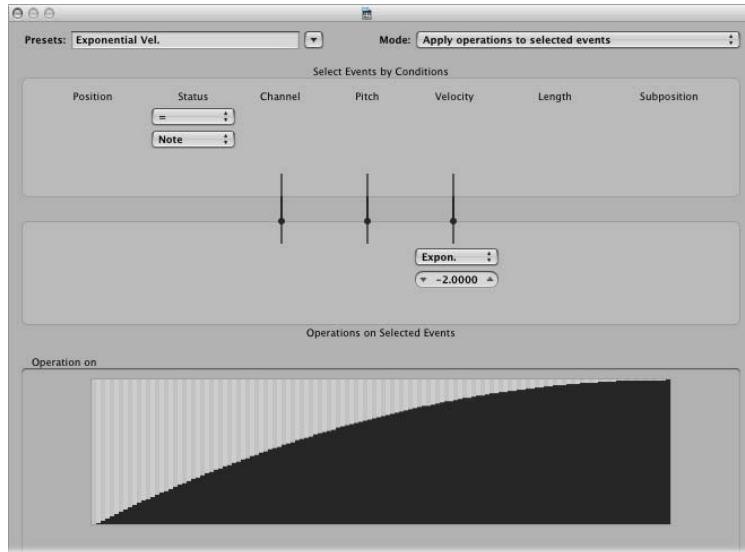 Presets: Exponential Vel. Mode: Apply operations to selected events
Select Events by Conditions
Position Status Channel Pitch Velocity Length Subposition
=
Note
Expon.
-2.0000
Operations on Selected Events
Operation on